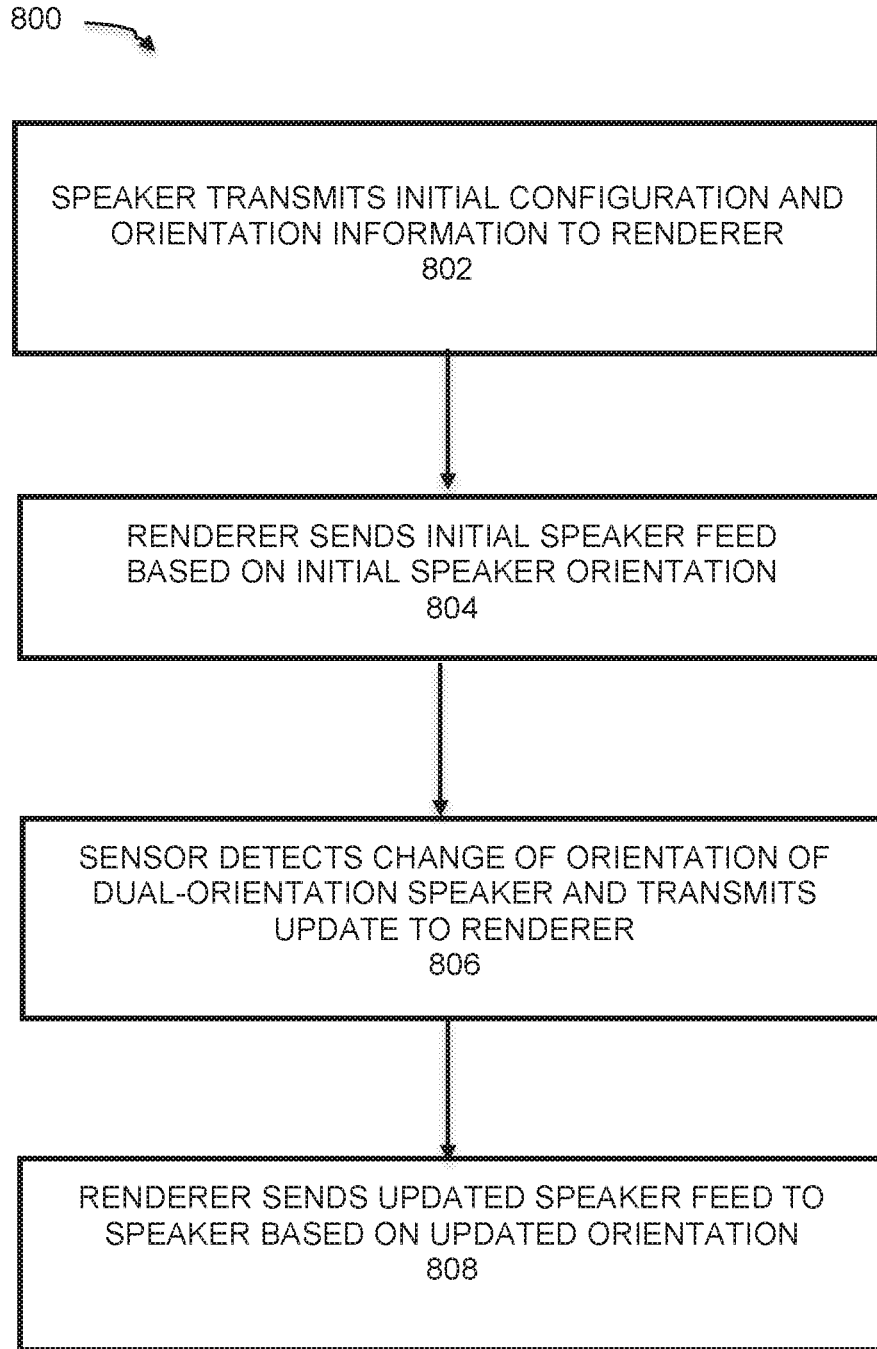 800
SPEAKER TRANSMITS INITIAL CONFIGURATION AND
ORIENTATION INFORMATION TO RENDERER
802
RENDERER SENDS INITIAL SPEAKER FEED
BASED ON INITIAL SPEAKER ORIENTATION
804
SENSOR DETECTS CHANGE OF ORIENTATION OF
DUAL-ORIENTATION SPEAKER AND TRANSMITS
UPDATE TO RENDERER
806
RENDERER SENDS UPDATED SPEAKER FEED TO
SPEAKER BASED ON UPDATED ORIENTATION
808